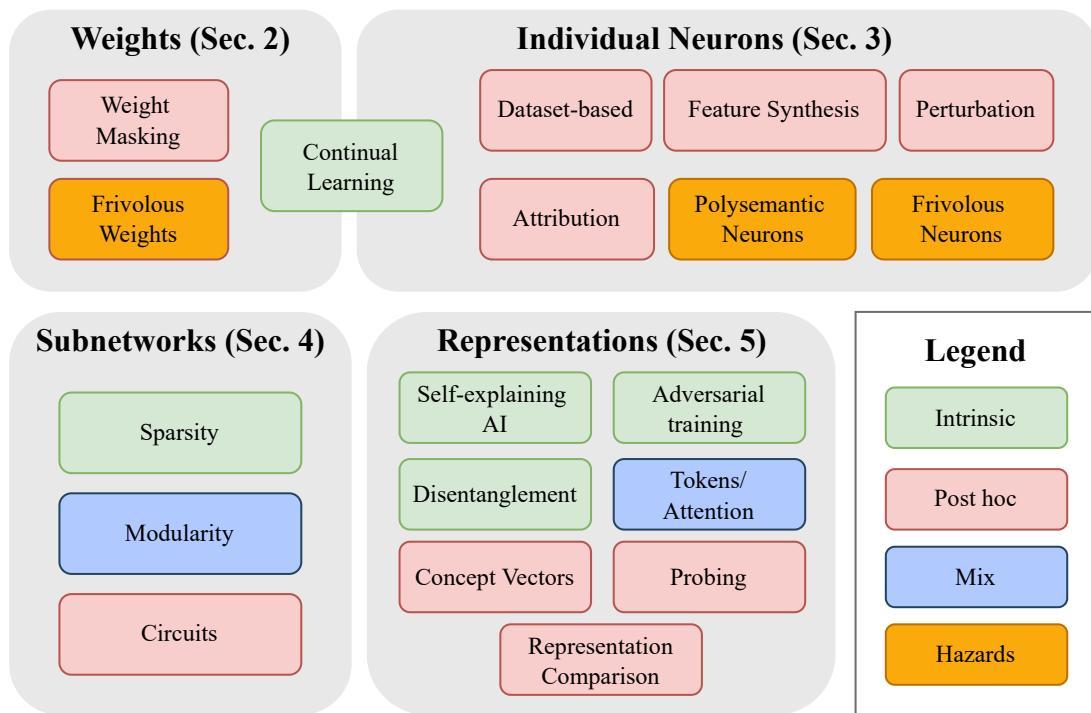 Weights (Sec. 2)
Weight
Masking
Frivolous
Weights
Continual
Learning
Individual Neurons (Sec. 3)
Dataset-based
Feature Synthesis
Perturbation
Attribution
Polysemantic
Neurons
Frivolous
Neurons
Subnetworks (Sec. 4)
Sparsity
Modularity
Circuits
Representations (Sec. 5)
Self-explaining
AI
Adversarial
training
Disentanglement
Tokens/
Attention
Concept Vectors
Probing
Representation
Comparison
Legend
Intrinsic
Post hoc
Mix
Hazards